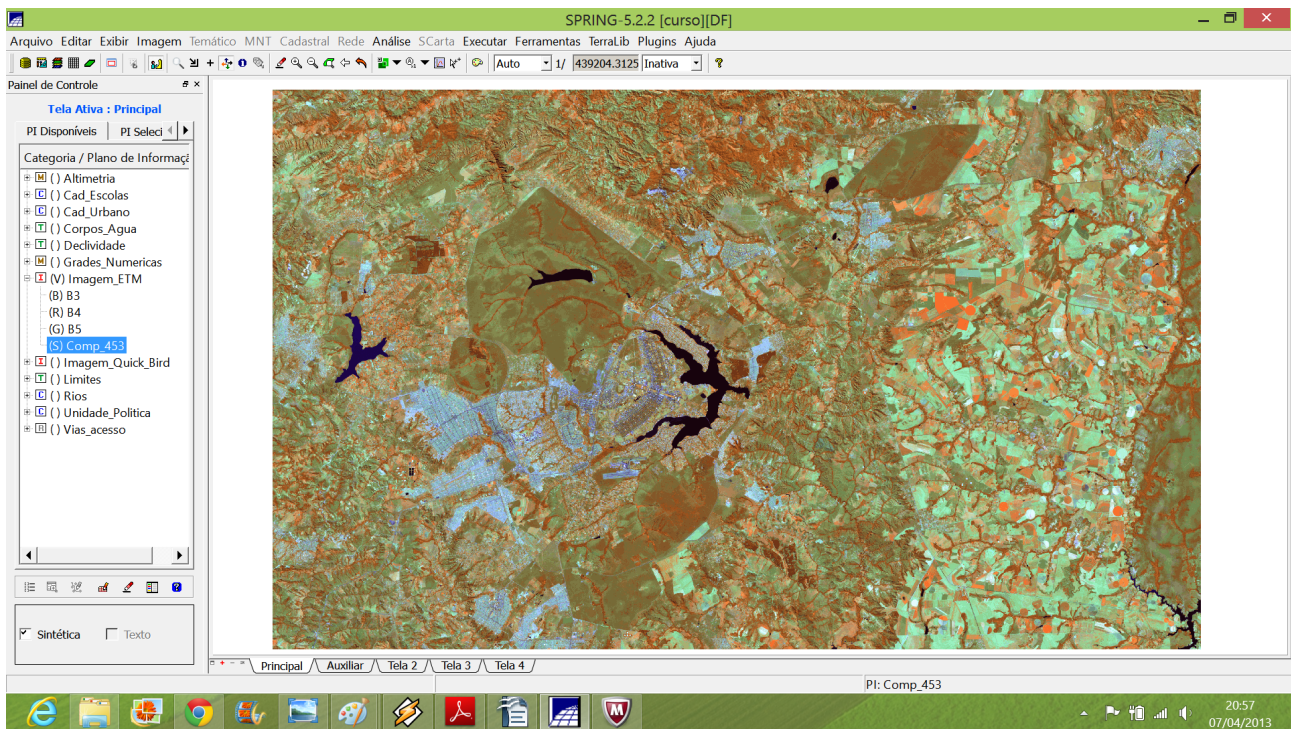 SPRING-5.2.2 [curso][DF]
Arquivo Editar Exibir Imagem Temático MNT Cadastral Rede Análise SCarta Executar Ferramentas TerraLib Plugins Ajuda
Auto 1/ 439204.3125 Inativa
Painel de Controle
Tela Ativa : Principal
PI Disponíveis PI Seleci
Categoria / Plano de Informaçã
M ( ) Altimetria
C ( ) Cad_Escolas
C ( ) Cad_Urbano
T ( ) Corpos_Agua
T ( ) Declividade
M ( ) Grades_Numericas
I (V) Imagem_ETM
(B) B3
(R) B4
(G) B5
(S) Comp_453
I ( ) Imagem_Quick_Bird
T ( ) Limites
C ( ) Rios
C ( ) Unidade_Politica
( ) Vias_acesso
Sintética Texto
Principal Auxiliar Tela 2 Tela 3 Tela 4
PI: Comp_453
20:57
07/04/2013